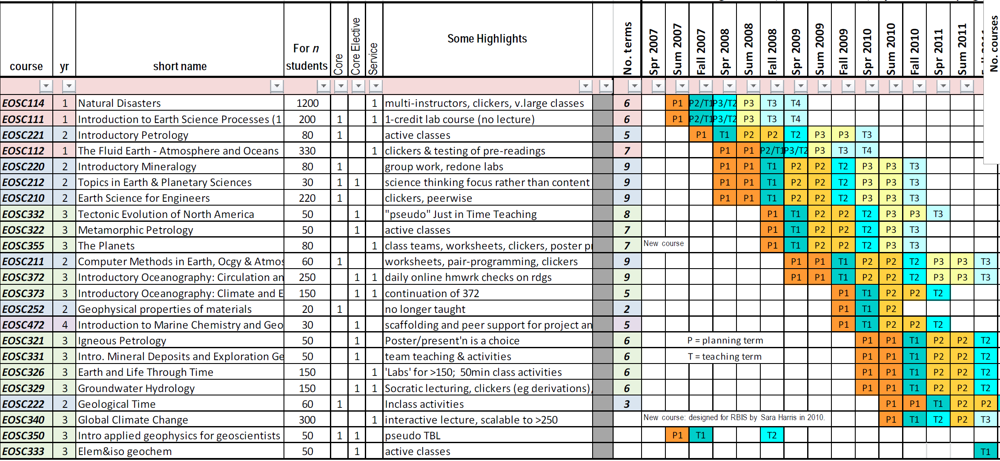 course yr short name For n students Core Core Elective Service Some Highlights No. terms Spr 2007 Sum 2007 Fall 2007 Spr 2008 Sum 2008 Fall 2008 Spr 2009 Sum 2009 Fall 2009 Spr 2010 Sum 2010 Fall 2010 Spr 2011 Sum 2011 No. courses
EOSC114 1 Natural Disasters 1200 1 multi-instructors, clickers, v.large classes 6 P1 P2/T1 P3/T2 P3 T3 T4
EOSC111 1 Introduction to Earth Science Processes (1 200 1 1 1-credit lab course (no lecture) 6 P1 P2/T1 P3/T2 P3 T3 T4
EOSC221 2 Introductory Petrology 80 1 active classes 5 P1 T1 P2 P2 T2 P3 P3 T3
EOSC112 1 The Fluid Earth - Atmosphere and Oceans 330 1 clickers & testing of pre-readings 7 P1 P1 P2/T1 P3/T2 P3 T3 T4
EOSC220 2 Introductory Mineralogy 80 1 group work, redone labs 9 P1 P1 T1 P2 P2 T2 P3 P3 T3
EOSC212 2 Topics in Earth & Planetary Sciences 30 1 1 science thinking focus rather than content 9 P1 P1 T1 P2 P2 T2 P3 P3 T3
EOSC210 2 Earth Science for Engineers 220 1 clickers, peerwise 9 P1 P1 T1 P2 P2 T2 P3 P3 T3
EOSC332 3 Tectonic Evolution of North America 50 1 "pseudo" Just in Time Teaching 8 P1 T1 P2 P2 T2 P3 P3 T3
EOSC322 3 Metamorphic Petrology 50 1 active classes 7 P1 T1 P2 P2 T2 P3 T3
EOSC355 3 The Planets 80 1 class teams, worksheets, clickers, poster pr 7 New course P1 T1 P2 P2 T2 P3 T3
EOSC211 2 Computer Methods in Earth, Ocgy & Atmos 60 1 worksheets, pair-programming, clickers 9 P1 P1 T1 P2 P2 T2 P3 P3 T3
EOSC372 3 Introductory Oceanography: Circulation an 250 1 1 daily online hmwrk checks on rdgs 9 P1 P1 T1 P2 P2 T2 P3 P3 T3
EOSC373 3 Introductory Oceanography: Climate and E 150 1 1 continuation of 372 5 P1 T1 P2 P2 T2
EOSC252 2 Geophysical properties of materials 20 1 no longer taught 2 P1 T1 P2
EOSC472 4 Introduction to Marine Chemistry and Geo 30 1 scaffolding and peer support for project an 5 P1 T1 P2 P2 T2
EOSC321 3 Igneous Petrology 50 1 Poster/present'n is a choice 6 P = planning term P1 P1 T1 P2 P2 T2
EOSC331 3 Intro. Mineral Deposits and Exploration Ge 50 1 team teaching & activities 6 T = teaching term P1 P1 T1 P2 P2 T2
EOSC326 3 Earth and Life Through Time 150 1 'Labs' for >150; 50min class activities 6 P1 P1 T1 P2 P2 T2
EOSC329 3 Groundwater Hydrology 150 1 1 Socratic lecturing, clickers (eg derivations), 6 P1 P1 T1 P2 P2 T2
EOSC222 2 Geological Time 60 1 Inclass activities 3 P1 P1 T1 P2 P2
EOSC340 3 Global Climate Change 300 1 interactive lecture, scalable to >250 New course: designed for RBIS by Sara Harris in 2010. P1 T1 T2 P2 T3
EOSC350 3 Intro applied geophysics for geoscientists 50 1 1 pseudo TBL P1 T1 T2
EOSC333 3 Elem&iso geochem 50 1 active classes T1